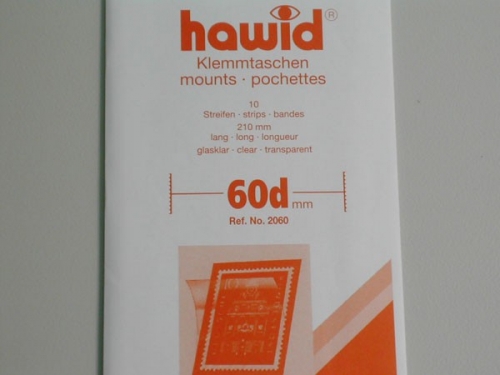 hawid®
Klemmtaschen
mounts · pochettes
10
Streifen · strips · bandes
210 mm
lang · long · longueur
glasklar · clear · transparent
60d mm
Ref. No. 2060